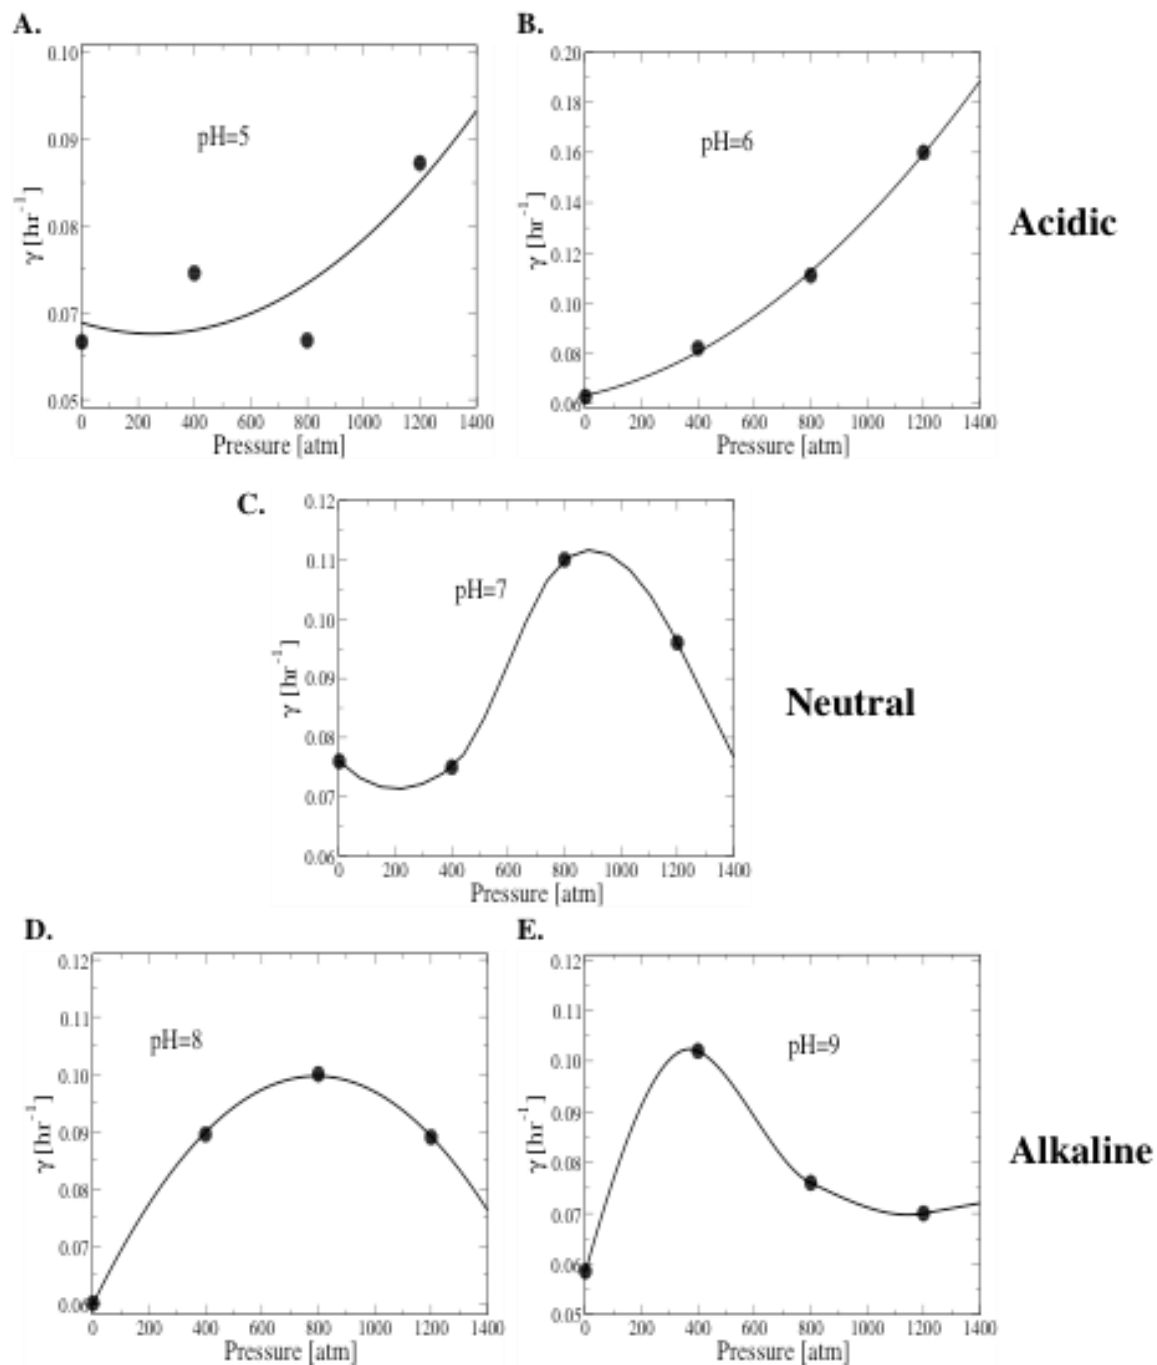 A.
0.10
0.09
0.08
0.07
0.05
γ [hr⁻¹]
pH=5
0 200 400 600 800 1000 1200 1400
Pressure [atm]
B.
0.20
0.18
0.16
0.14
0.12
0.10
0.08
0.06
γ [hr⁻¹]
pH=6
0 200 400 600 800 1000 1200 1400
Pressure [atm]
Acidic
C.
0.12
0.11
0.10
0.09
0.08
0.07
0.06
γ [hr⁻¹]
pH=7
0 200 400 600 800 1000 1200 1400
Pressure [atm]
Neutral
D.
0.12
0.11
0.10
0.09
0.08
0.07
0.06
γ [hr⁻¹]
pH=8
0 200 400 600 800 1000 1200 1400
Pressure [atm]
E.
0.12
0.11
0.10
0.09
0.08
0.07
0.06
0.05
γ [hr⁻¹]
pH=9
0 200 400 600 800 1000 1200 1400
Pressure [atm]
Alkaline